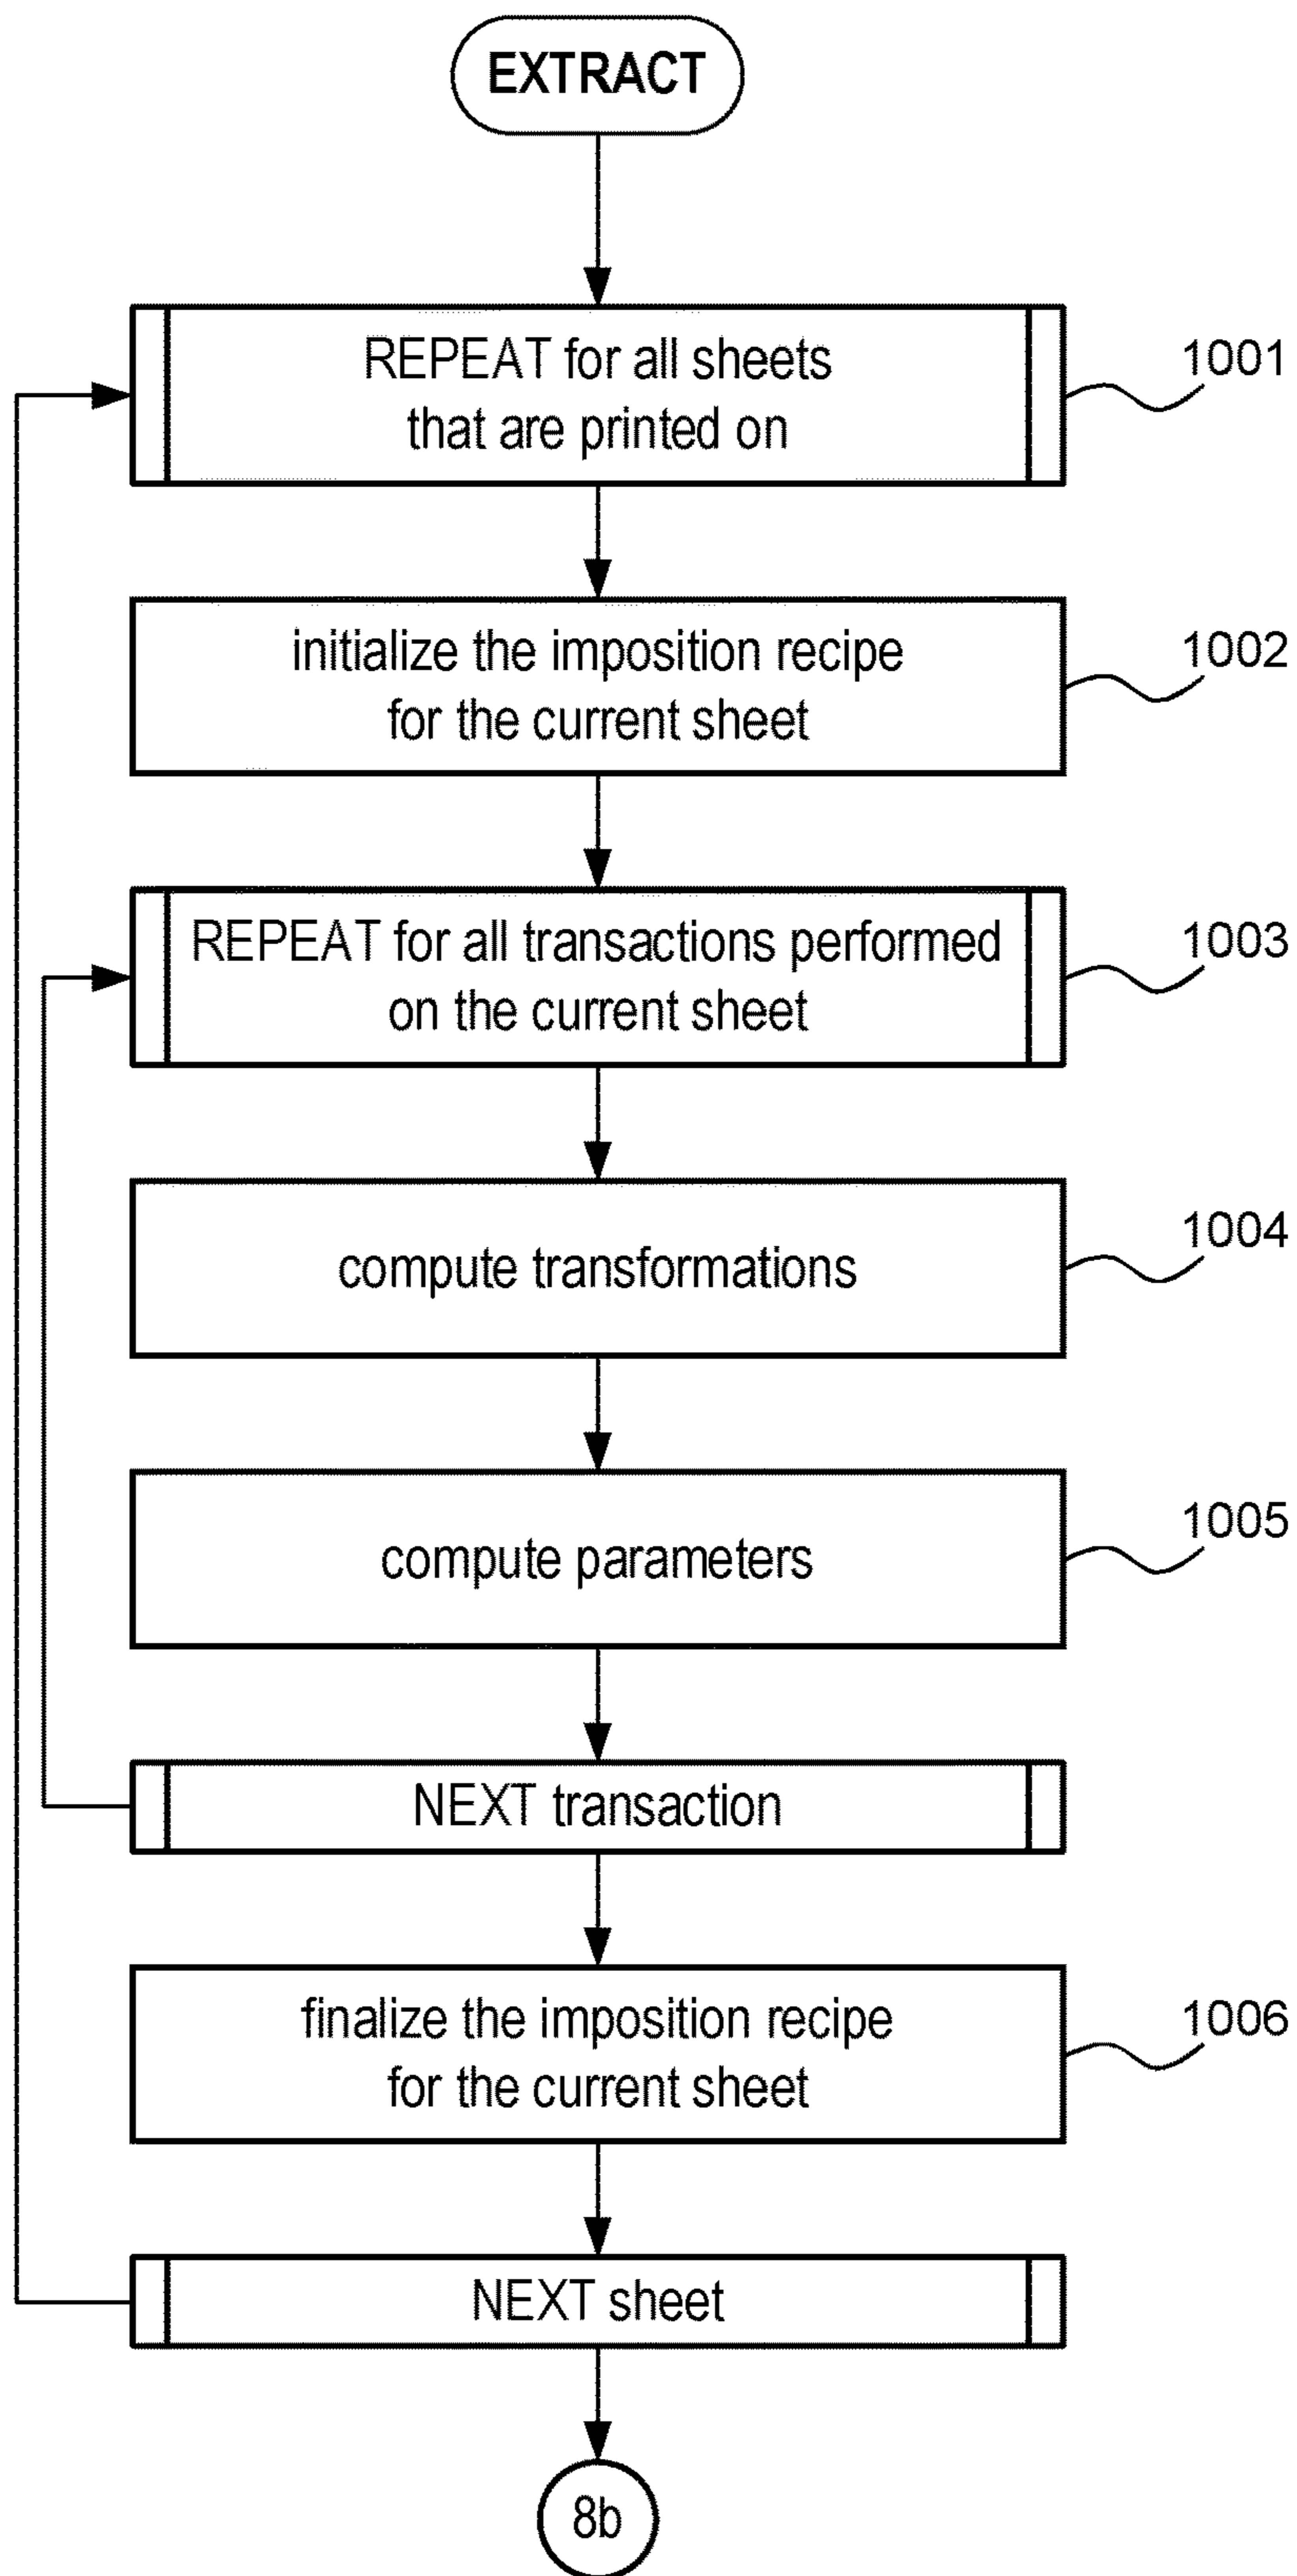 EXTRACT
REPEAT for all sheets
that are printed on
1001
initialize the imposition recipe
for the current sheet
1002
REPEAT for all transactions performed
on the current sheet
1003
compute transformations
1004
compute parameters
1005
NEXT transaction
finalize the imposition recipe
for the current sheet
1006
NEXT sheet
8b